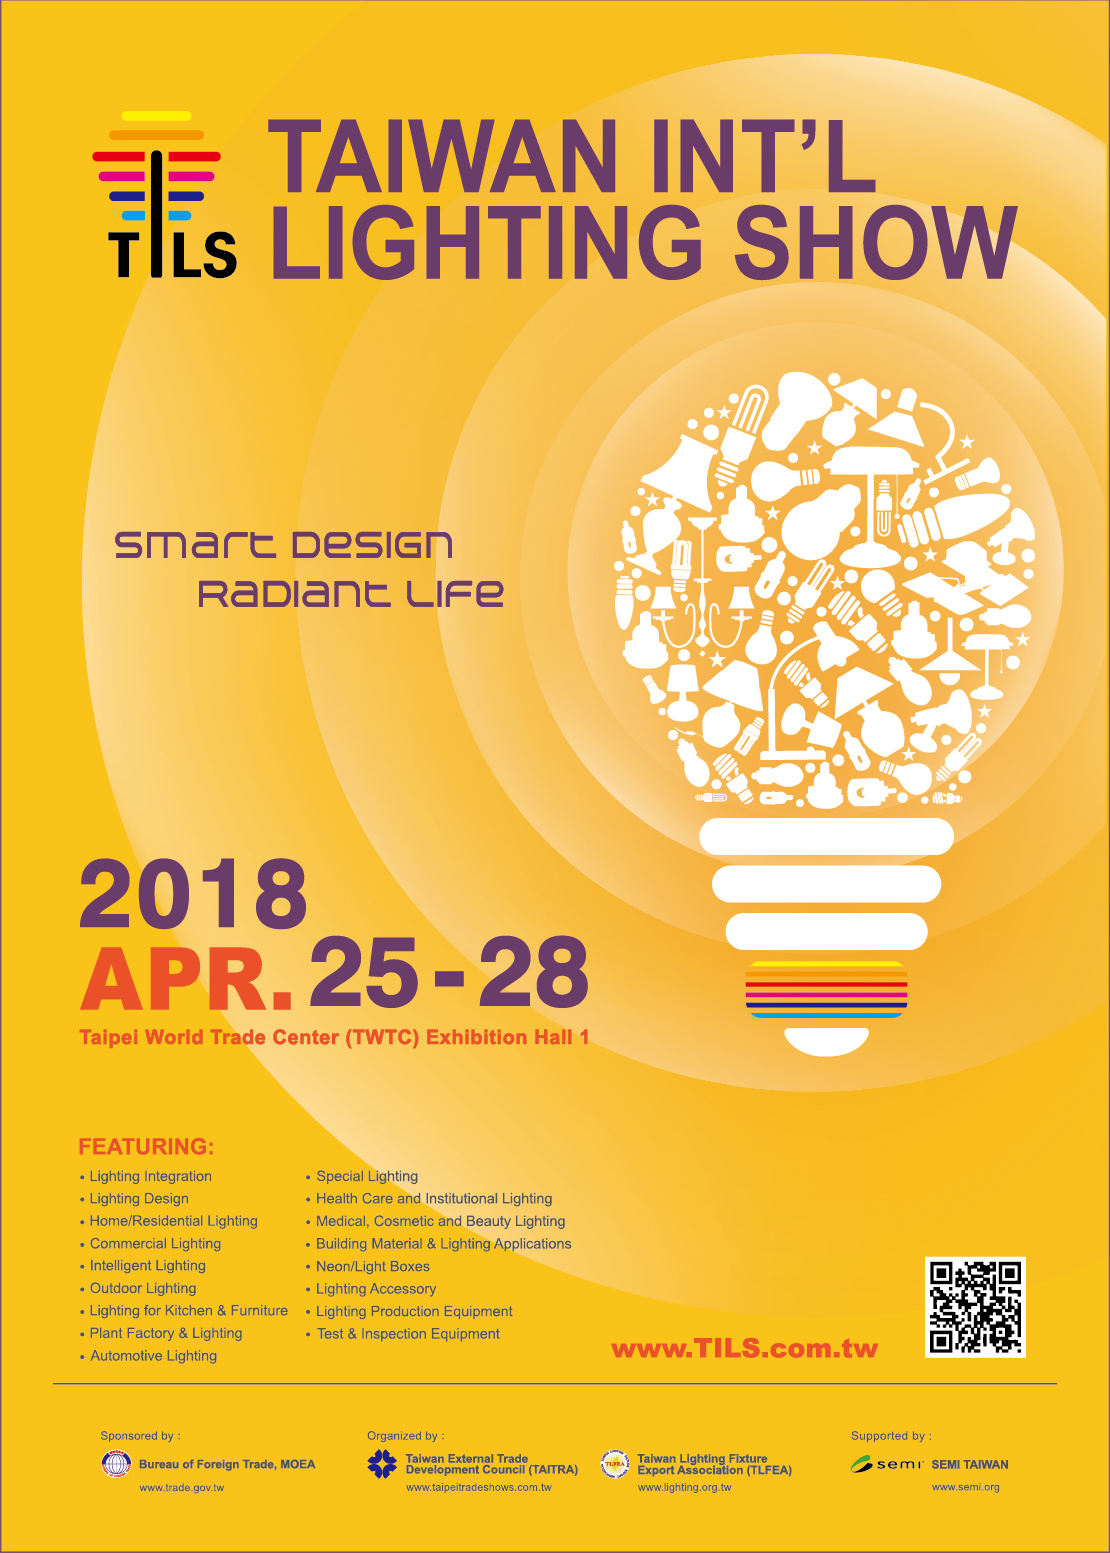 TILS
TAIWAN INT'L
LIGHTING SHOW
SMart DeSIGn
RaDIant LIFe
2018
APR. 25-28
Taipei World Trade Center (TWTC) Exhibition Hall 1
FEATURING:
• Lighting Integration
• Lighting Design
• Home/Residential Lighting
• Commercial Lighting
• Intelligent Lighting
• Outdoor Lighting
• Lighting for Kitchen & Furniture
• Plant Factory & Lighting
• Automotive Lighting
• Special Lighting
• Health Care and Institutional Lighting
• Medical, Cosmetic and Beauty Lighting
• Building Material & Lighting Applications
• Neon/Light Boxes
• Lighting Accessory
• Lighting Production Equipment
• Test & Inspection Equipment
www.TILS.com.tw
Sponsored by :
Bureau of Foreign Trade, MOEA
www.trade.gov.tw
Organized by :
Taiwan External Trade
Development Council (TAITRA)
www.taipeitradeshows.com.tw
TLFEA
Taiwan Lighting Fixture
Export Association (TLFEA)
www.lighting.org.tw
Supported by :
semi
SEMI TAIWAN
www.semi.org